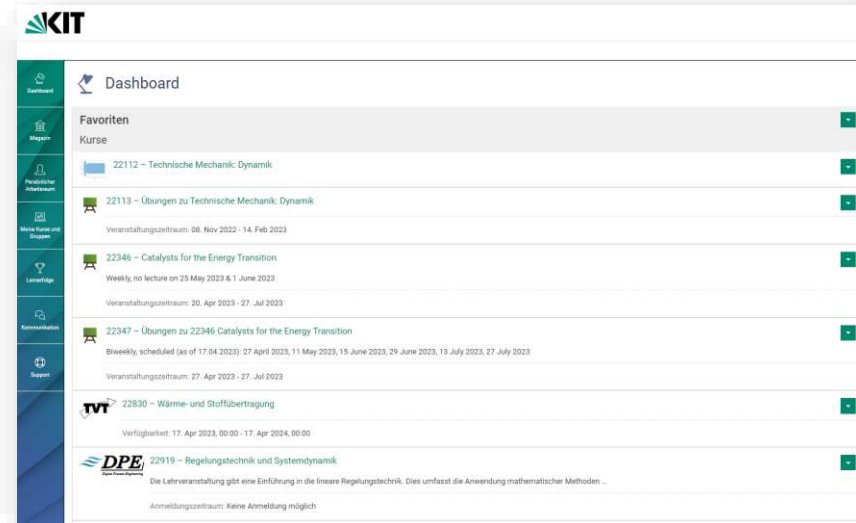 KIT
Dashboard
Dashboard
Magazin
Persönlicher
Arbeitsraum
Meine Kurse und
Gruppen
Lernerfolge
Kommunikation
Support
Favoriten
Kurse
22112 – Technische Mechanik: Dynamik
22113 – Übungen zu Technische Mechanik: Dynamik
Veranstaltungszeitraum: 08. Nov 2022 - 14. Feb 2023
22346 – Catalysts for the Energy Transition
Weekly, no lecture on 25 May 2023 & 1 June 2023
Veranstaltungszeitraum: 20. Apr 2023 - 27. Jul 2023
22347 – Übungen zu 22346 Catalysts for the Energy Transition
Biweekly, scheduled (as of 17.04.2023): 27 April 2023, 11 May 2023, 15 June 2023, 29 June 2023, 13 July 2023, 27 July 2023
Veranstaltungszeitraum: 27. Apr 2023 - 27. Jul 2023
TVT
22830 – Wärme- und Stoffübertragung
Verfügbarkeit: 17. Apr 2023, 00:00 - 17. Apr 2024, 00:00
DPE
22919 – Regelungstechnik und Systemdynamik
Die Lehrveranstaltung gibt eine Einführung in die lineare Regelungstechnik. Dies umfasst die Anwendung mathematischer Methoden ...
Anmeldungszeitraum: Keine Anmeldung möglich